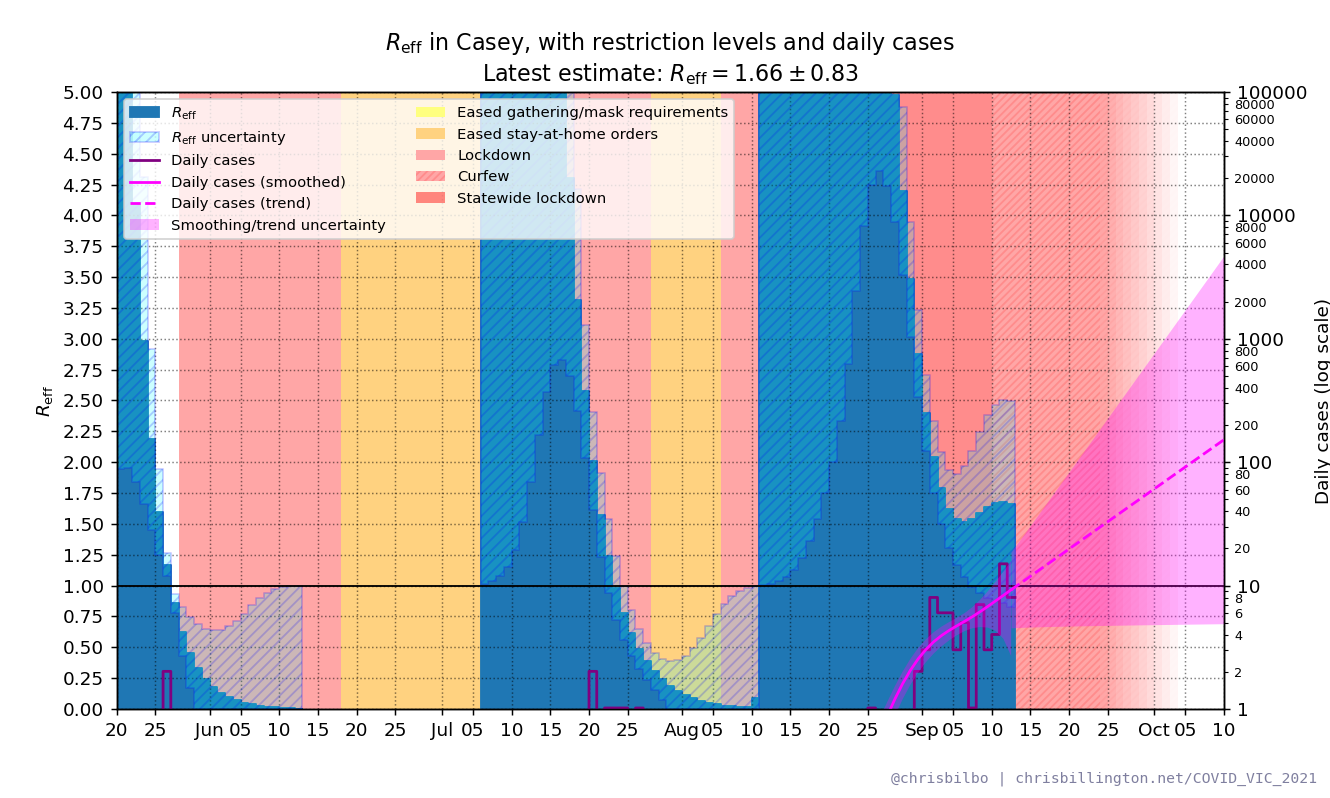 R_eff in Casey, with restriction levels and daily cases
Latest estimate: R_eff = 1.66 ± 0.83
R_eff
R_eff uncertainty
Daily cases
Daily cases (smoothed)
Daily cases (trend)
Smoothing/trend uncertainty
Eased gathering/mask requirements
Eased stay-at-home orders
Lockdown
Curfew
Statewide lockdown
R_eff
5.00
4.75
4.50
4.25
4.00
3.75
3.50
3.25
3.00
2.75
2.50
2.25
2.00
1.75
1.50
1.25
1.00
0.75
0.50
0.25
0.00
100000
80000
60000
40000
20000
10000
8000
6000
4000
2000
1000
800
600
400
200
100
80
60
40
20
10
8
6
4
2
1
Daily cases (log scale)
20 25 Jun 05 10 15 20 25 Jul 05 10 15 20 25 Aug 05 10 15 20 25 Sep 05 10 15 20 25 Oct 05 10
@chrisbilbo | chrisbillington.net/COVID_VIC_2021